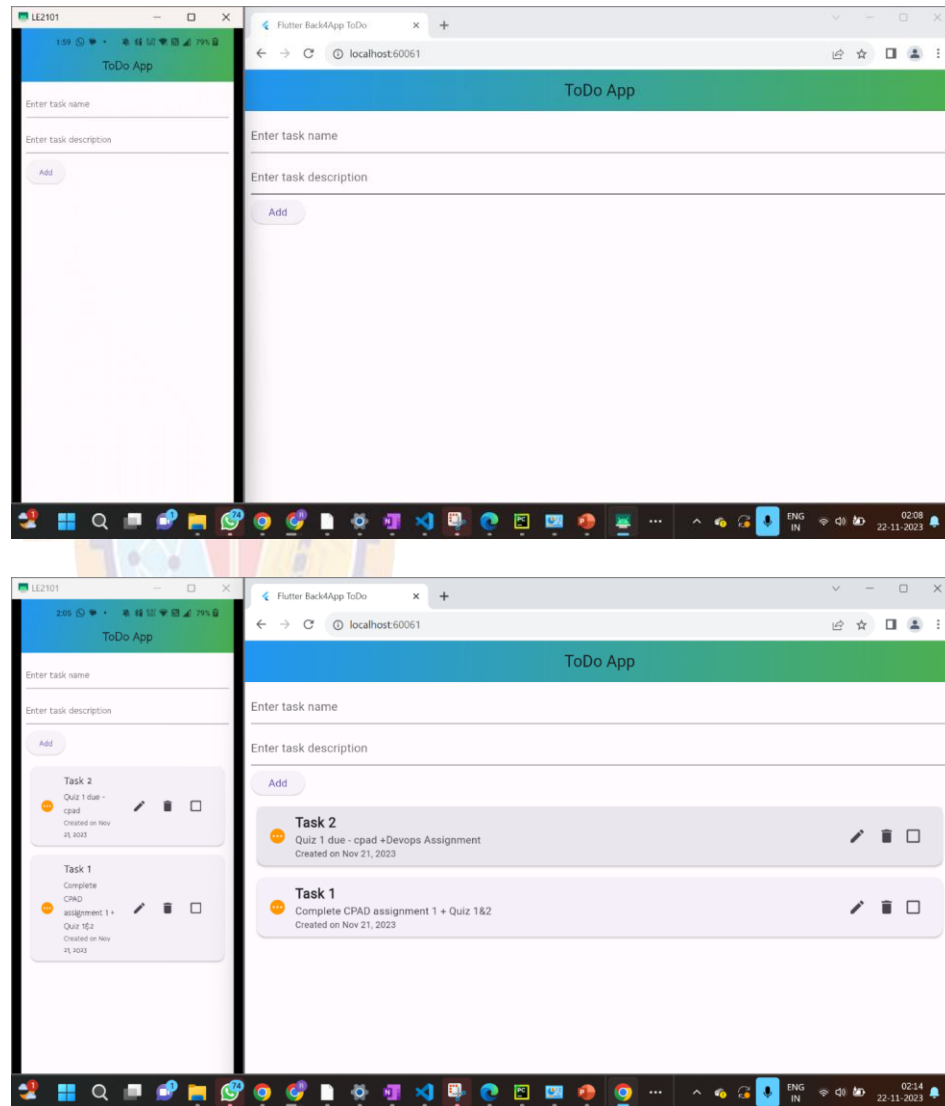 LE2101
Flutter Back4App ToDo
1:59
79%
localhost:60061
ToDo App
ToDo App
Enter task name
Enter task name
Enter task description
Enter task description
Add
Add
ENG
IN
02:08
22-11-2023
LE2101
Flutter Back4App ToDo
2:05
79%
localhost:60061
ToDo App
ToDo App
Enter task name
Enter task name
Enter task description
Enter task description
Add
Add
Task 2
Quiz 1 due -
cpad
Created on Nov
21, 2023
Task 2
Quiz 1 due - cpad +Devops Assignment
Created on Nov 21, 2023
Task 1
Complete
CPAD
assignment 1 +
Quiz 1&2
Created on Nov
21, 2023
Task 1
Complete CPAD assignment 1 + Quiz 1&2
Created on Nov 21, 2023
ENG
IN
02:14
22-11-2023